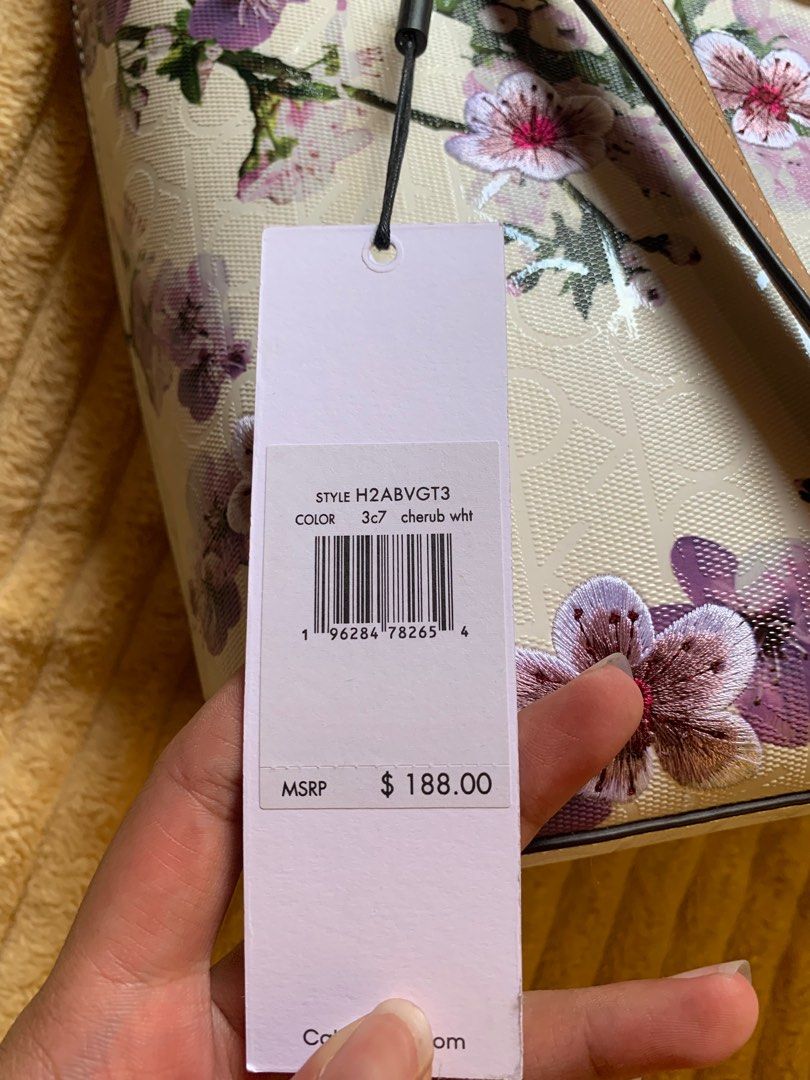 STYLE H2ABVGT3
COLOR 3c7 cherub wht
1 96284 78265 4
MSRP $ 188.00